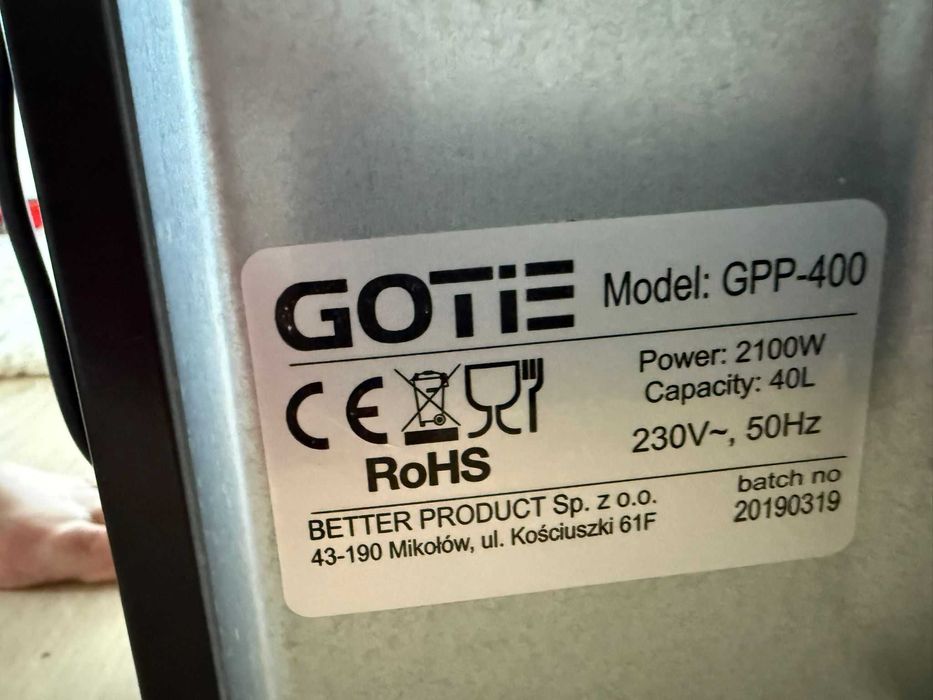 GOTiE Model: GPP-400
CE
Power: 2100W
Capacity: 40L
230V~, 50Hz
RoHS
BETTER PRODUCT Sp. z o.o.
43-190 Mikołów, ul. Kościuszki 61F
batch no
20190319